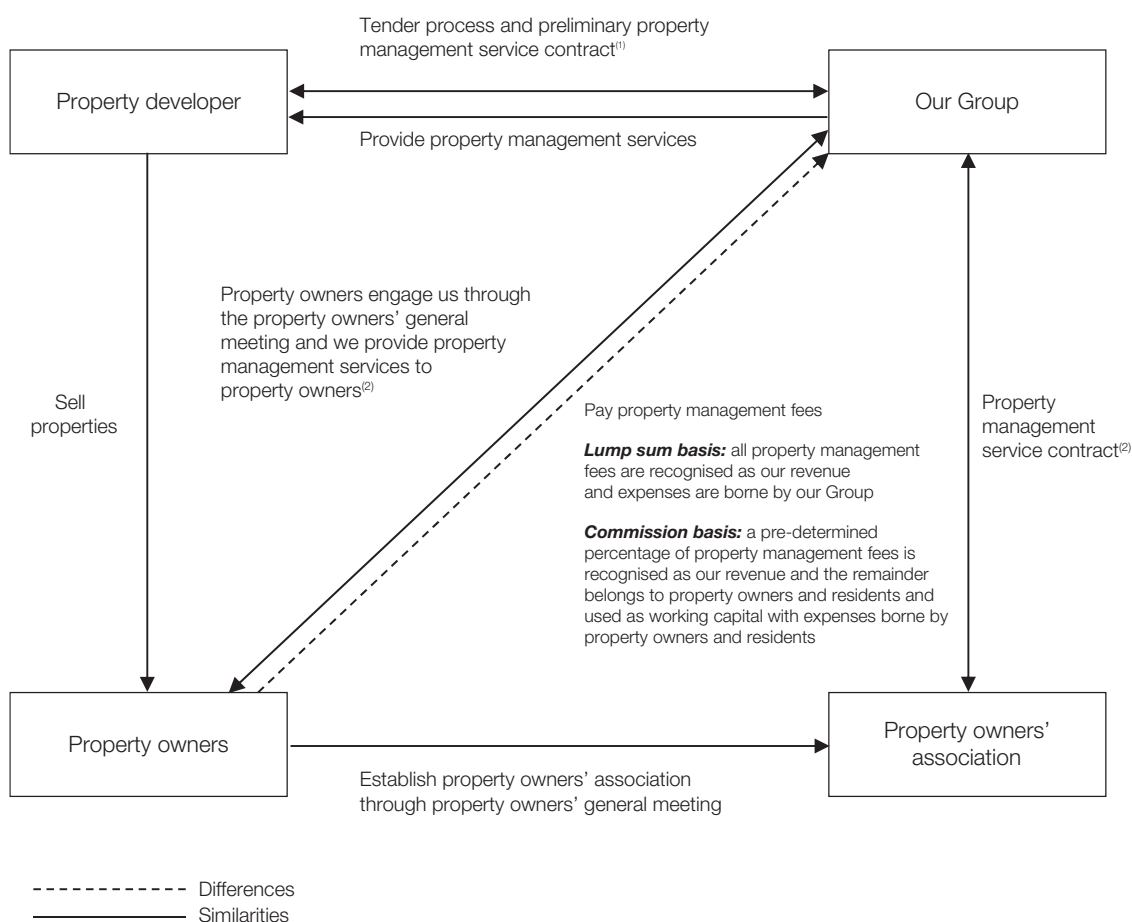 Tender process and preliminary property
management service contract(1)
Property developer
Our Group
Provide property management services
Property owners engage us through
the property owners’ general
meeting and we provide property
management services to
property owners(2)
Sell
properties
Pay property management fees
Lump sum basis: all property management
fees are recognised as our revenue
and expenses are borne by our Group
Commission basis: a pre-determined
percentage of property management fees is
recognised as our revenue and the remainder
belongs to property owners and residents and
used as working capital with expenses borne by
property owners and residents
Property
management
service contract(2)
Property owners
Property owners’
association
Establish property owners’ association
through property owners’ general meeting
Differences
Similarities